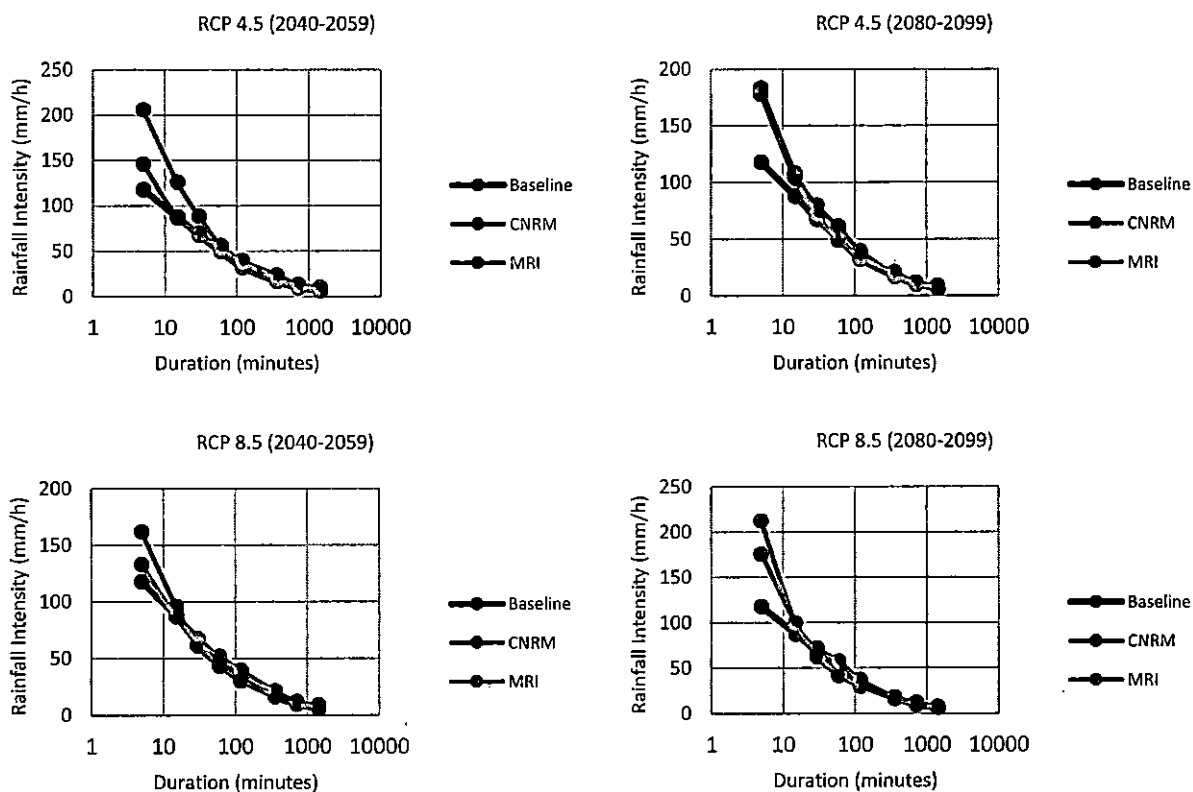 RCP 4.5 (2040-2059)
Rainfall Intensity (mm/h)
250
200
150
100
50
0
1 10 100 1000 10000
Duration (minutes)
Baseline
CNRM
MRI
RCP 4.5 (2080-2099)
Rainfall Intensity (mm/h)
200
150
100
50
0
1 10 100 1000 10000
Duration (minutes)
Baseline
CNRM
MRI
RCP 8.5 (2040-2059)
Rainfall Intensity (mm/h)
200
150
100
50
0
1 10 100 1000 10000
Duration (minutes)
Baseline
CNRM
MRI
RCP 8.5 (2080-2099)
Rainfall Intensity (mm/h)
250
200
150
100
50
0
1 10 100 1000 10000
Duration (minutes)
Baseline
CNRM
MRI